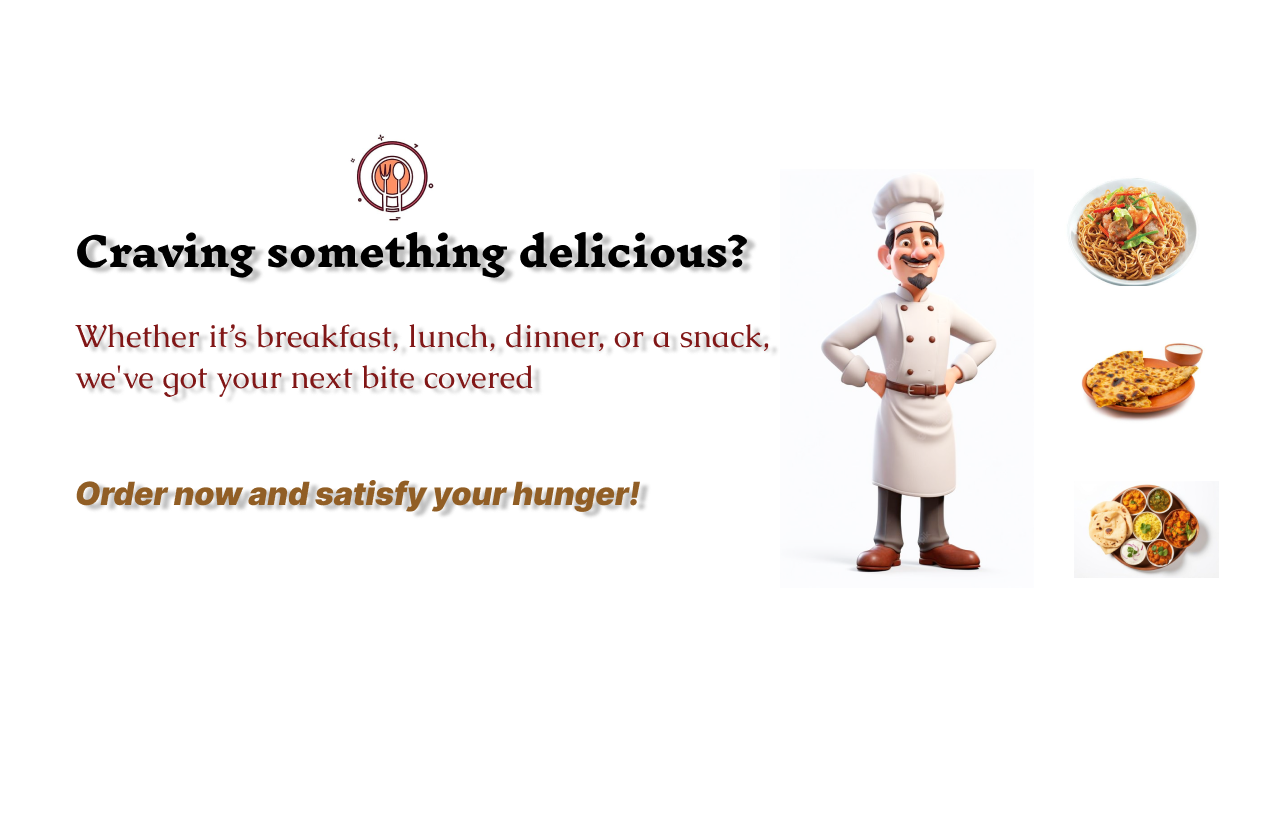 Craving something delicious?
Whether it’s breakfast, lunch, dinner, or a snack,
we've got your next bite covered
Order now and satisfy your hunger!